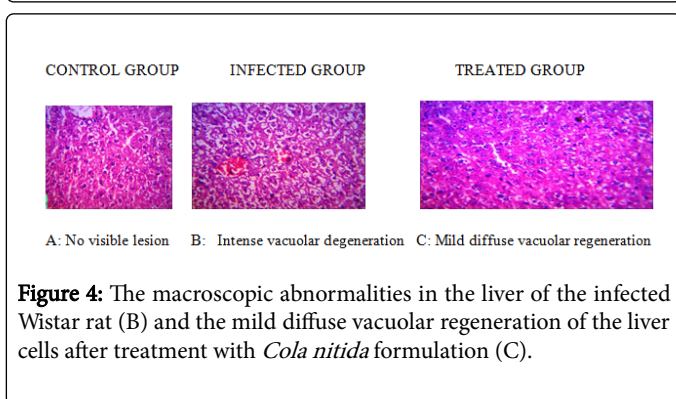 CONTROL GROUP INFECTED GROUP TREATED GROUP
A: No visible lesion B: Intense vacuolar degeneration C: Mild diffuse vacuolar regeneration
Figure 4: The macroscopic abnormalities in the liver of the infected
Wistar rat (B) and the mild diffuse vacuolar regeneration of the liver
cells after treatment with Cola nitida formulation (C).